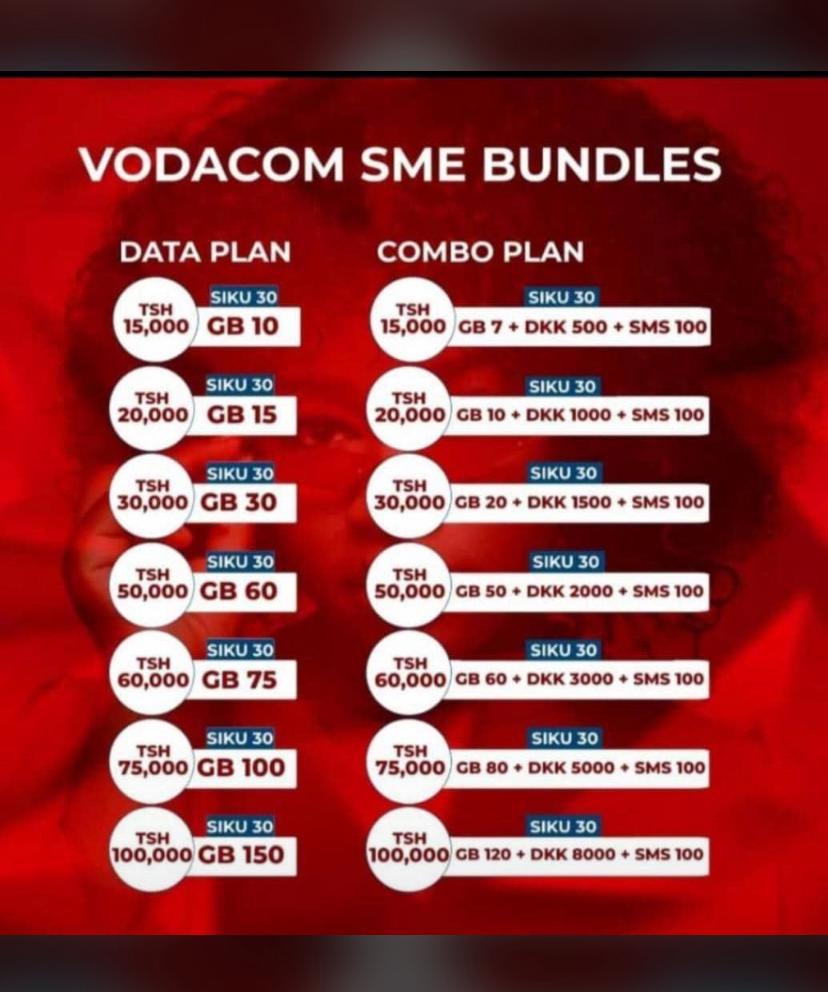 VODACOM SME BUNDLES
DATA PLAN
SIKU 30
TSH
15,000 GB 10
SIKU 30
TSH
20,000 GB 15
SIKU 30
TSH
30,000 GB 30
SIKU 30
TSH
50,000 GB 60
SIKU 30
TSH
60,000 GB 75
SIKU 30
TSH
75,000 GB 100
SIKU 30
TSH
100,000 GB 150
COMBO PLAN
SIKU 30
TSH
15,000 GB 7 + DKK 500 + SMS 100
SIKU 30
TSH
20,000 GB 10 + DKK 1000 + SMS 100
SIKU 30
TSH
30,000 GB 20 + DKK 1500 + SMS 100
SIKU 30
TSH
50,000 GB 50 + DKK 2000 + SMS 100
SIKU 30
TSH
60,000 GB 60 + DKK 3000 + SMS 100
SIKU 30
TSH
75,000 GB 80 + DKK 5000 + SMS 100
SIKU 30
TSH
100,000 GB 120 + DKK 8000 + SMS 100